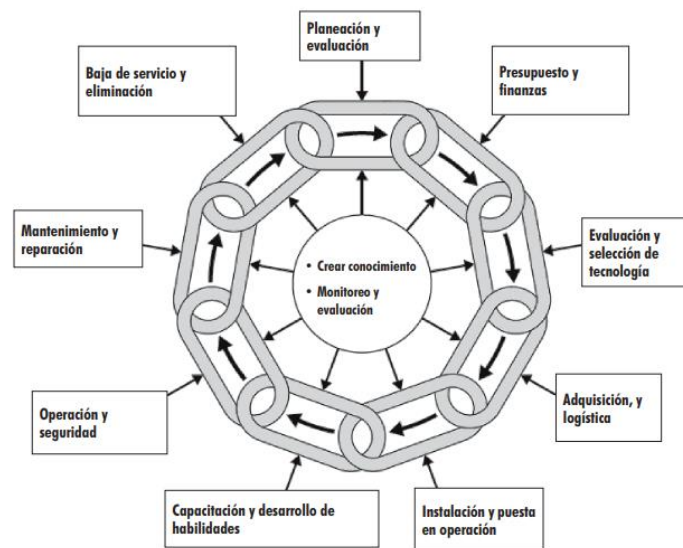 Planeación y
evaluación
Presupuesto y
finanzas
Evaluación y
selección de
tecnología
Adquisición, y
logística
Instalación y puesta
en operación
Capacitación y desarrollo de
habilidades
Operación y
seguridad
Mantenimiento y
reparación
Baja de servicio y
eliminación
• Crear conocimiento
• Monitoreo y
evaluación